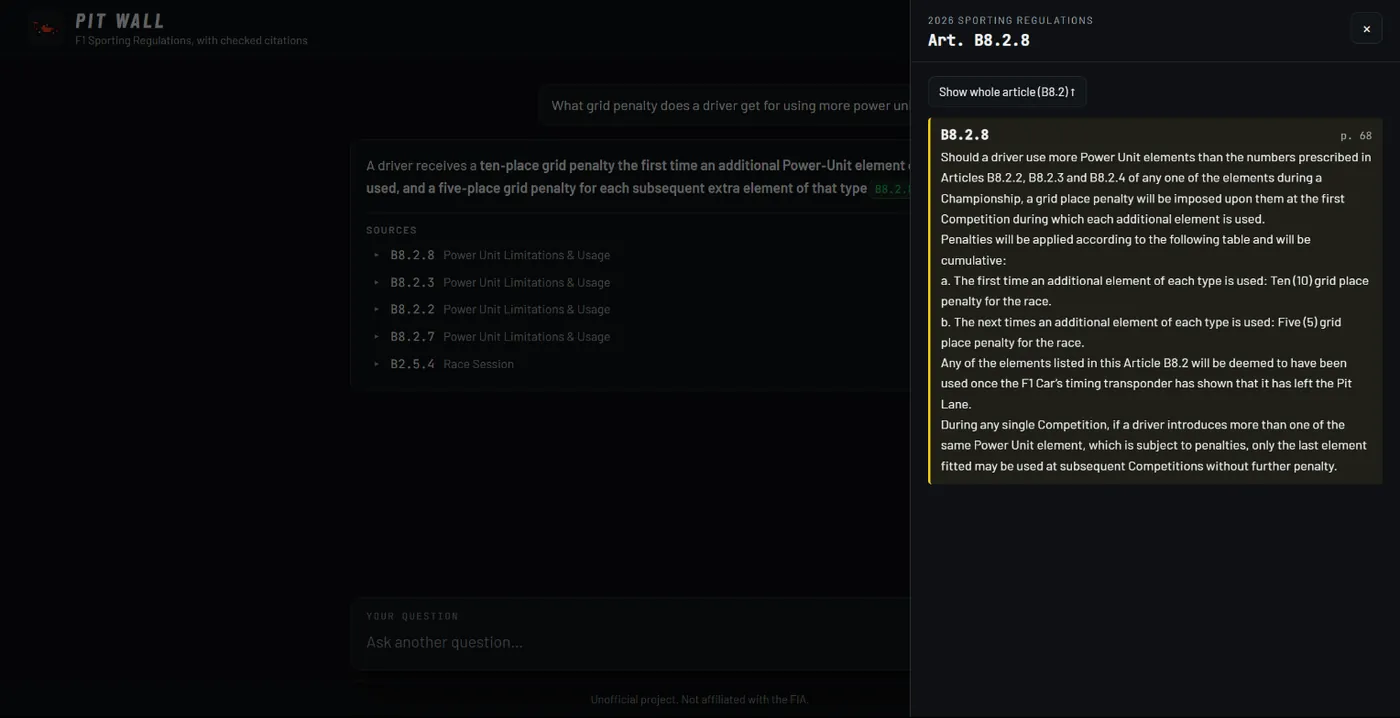 PIT WALL
F1 Sporting Regulations, with checked citations
What grid penalty does a driver get for using more power un
A driver receives a ten-place grid penalty the first time an additional Power-Unit element
used, and a five-place grid penalty for each subsequent extra element of that type B8.2.8
SOURCES
▸ B8.2.8 Power Unit Limitations & Usage
▸ B8.2.3 Power Unit Limitations & Usage
▸ B8.2.2 Power Unit Limitations & Usage
▸ B8.2.7 Power Unit Limitations & Usage
▸ B2.5.4 Race Session
YOUR QUESTION
Ask another question...
Unofficial project. Not affiliated with the FIA.
2026 SPORTING REGULATIONS
Art. B8.2.8
×
Show whole article (B8.2) ↑
B8.2.8 p. 68
Should a driver use more Power Unit elements than the numbers prescribed in
Articles B8.2.2, B8.2.3 and B8.2.4 of any one of the elements during a
Championship, a grid place penalty will be imposed upon them at the first
Competition during which each additional element is used.
Penalties will be applied according to the following table and will be
cumulative:
a. The first time an additional element of each type is used: Ten (10) grid place
penalty for the race.
b. The next times an additional element of each type is used: Five (5) grid
place penalty for the race.
Any of the elements listed in this Article B8.2 will be deemed to have been
used once the F1 Car's timing transponder has shown that it has left the Pit
Lane.
During any single Competition, if a driver introduces more than one of the
same Power Unit element, which is subject to penalties, only the last element
fitted may be used at subsequent Competitions without further penalty.